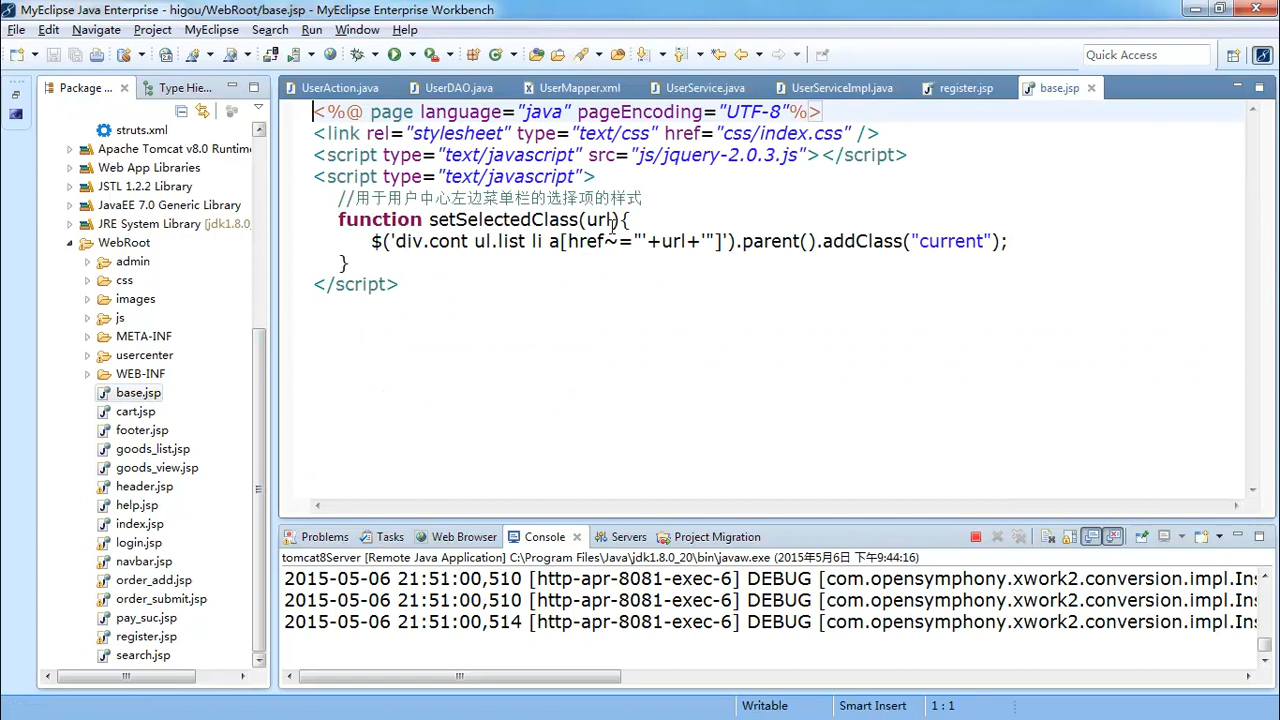 MyEclipse Java Enterprise - higou/WebRoot/base.jsp - MyEclipse Enterprise Workbench
File Edit Navigate Project MyEclipse Search Run Window Help
Quick Access
Package ... Type Hie...
UserAction.java UserDAO.java UserMapper.xml UserService.java UserServiceImpl.java register.jsp base.jsp
struts.xml
Apache Tomcat v8.0 Runtime
Web App Libraries
JSTL 1.2.2 Library
JavaEE 7.0 Generic Library
JRE System Library [jdk1.8.0_
WebRoot
admin
css
images
js
META-INF
usercenter
WEB-INF
base.jsp
cart.jsp
footer.jsp
goods_list.jsp
goods_view.jsp
header.jsp
help.jsp
index.jsp
login.jsp
navbar.jsp
order_add.jsp
order_submit.jsp
pay_suc.jsp
register.jsp
search.jsp
<%@ page language="java" pageEncoding="UTF-8"%>
<link rel="stylesheet" type="text/css" href="css/index.css" />
<script type="text/javascript" src="js/jquery-2.0.3.js"></script>
<script type="text/javascript">
//用于用户中心左边菜单栏的选择项的样式
function setSelectedClass(url){
$('div.cont ul.list li a[href~="'+url+'"]').parent().addClass("current");
}
</script>
Problems Tasks Web Browser Console Servers Project Migration
tomcat8Server [Remote Java Application] C:\Program Files\Java\jdk1.8.0_20\bin\javaw.exe (2015年5月6日 下午9:44:16)
2015-05-06 21:51:00,510 [http-apr-8081-exec-6] DEBUG [com.opensymphony.xwork2.conversion.impl.Ins
2015-05-06 21:51:00,510 [http-apr-8081-exec-6] DEBUG [com.opensymphony.xwork2.conversion.impl.Ins
2015-05-06 21:51:00,514 [http-apr-8081-exec-6] DEBUG [com.opensymphony.xwork2.conversion.impl.Ins
Writable Smart Insert 1 : 1